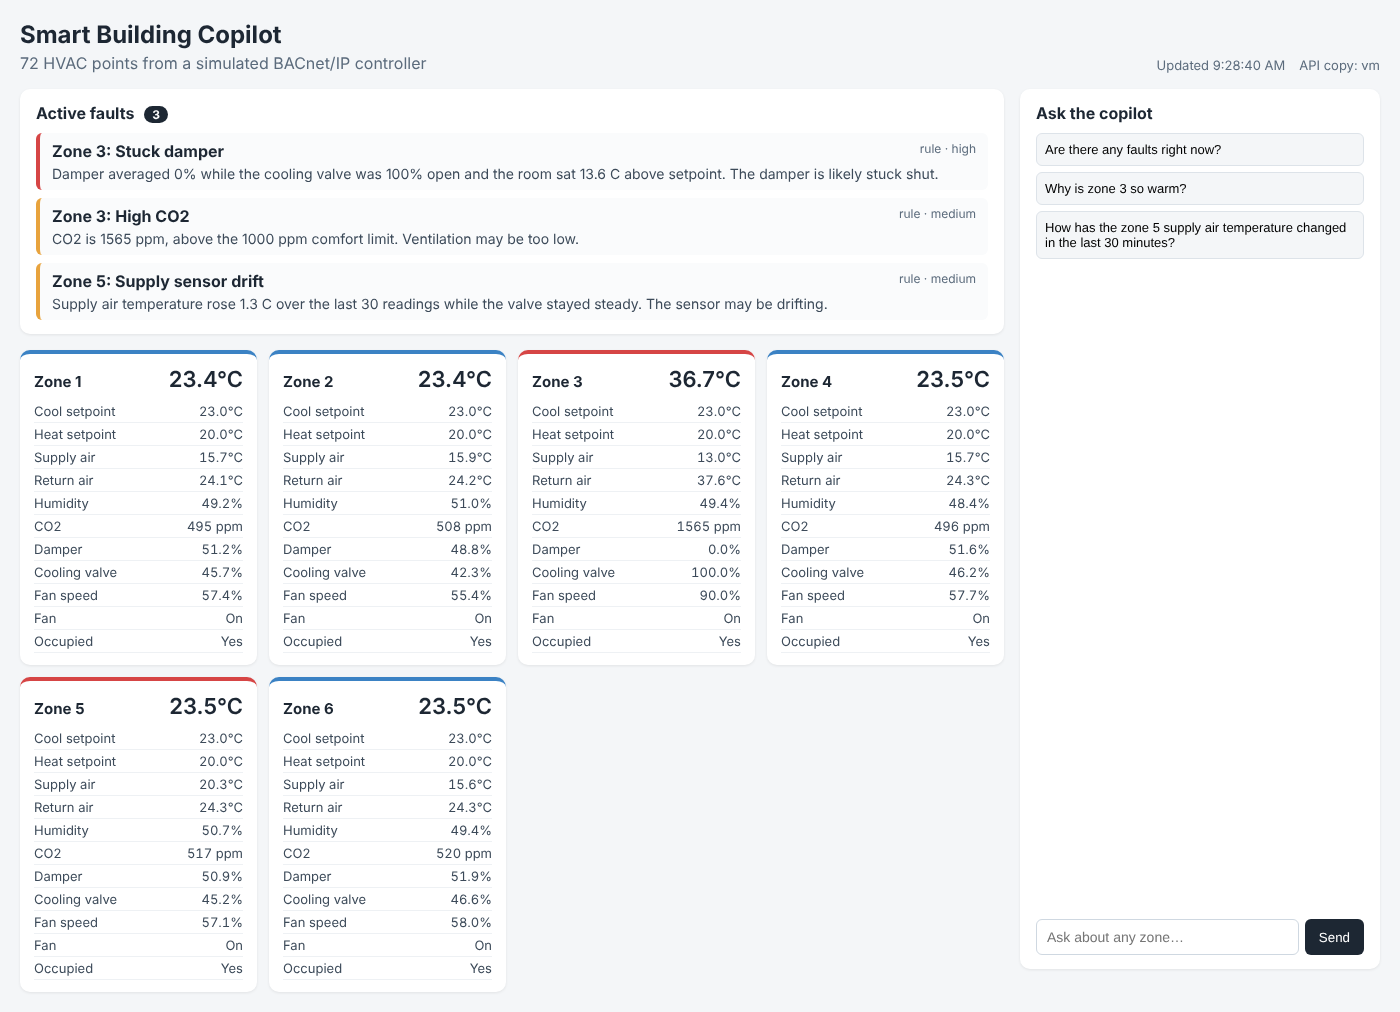 Smart Building Copilot
72 HVAC points from a simulated BACnet/IP controller
Updated 9:28:40 AM API copy: vm
Active faults 3
Zone 3: Stuck damper
rule · high
Damper averaged 0% while the cooling valve was 100% open and the room sat 13.6 C above setpoint. The damper is likely stuck shut.
Zone 3: High CO2
rule · medium
CO2 is 1565 ppm, above the 1000 ppm comfort limit. Ventilation may be too low.
Zone 5: Supply sensor drift
rule · medium
Supply air temperature rose 1.3 C over the last 30 readings while the valve stayed steady. The sensor may be drifting.
Zone 1 23.4°C
Cool setpoint 23.0°C
Heat setpoint 20.0°C
Supply air 15.7°C
Return air 24.1°C
Humidity 49.2%
CO2 495 ppm
Damper 51.2%
Cooling valve 45.7%
Fan speed 57.4%
Fan On
Occupied Yes
Zone 2 23.4°C
Cool setpoint 23.0°C
Heat setpoint 20.0°C
Supply air 15.9°C
Return air 24.2°C
Humidity 51.0%
CO2 508 ppm
Damper 48.8%
Cooling valve 42.3%
Fan speed 55.4%
Fan On
Occupied Yes
Zone 3 36.7°C
Cool setpoint 23.0°C
Heat setpoint 20.0°C
Supply air 13.0°C
Return air 37.6°C
Humidity 49.4%
CO2 1565 ppm
Damper 0.0%
Cooling valve 100.0%
Fan speed 90.0%
Fan On
Occupied Yes
Zone 4 23.5°C
Cool setpoint 23.0°C
Heat setpoint 20.0°C
Supply air 15.7°C
Return air 24.3°C
Humidity 48.4%
CO2 496 ppm
Damper 51.6%
Cooling valve 46.2%
Fan speed 57.7%
Fan On
Occupied Yes
Zone 5 23.5°C
Cool setpoint 23.0°C
Heat setpoint 20.0°C
Supply air 20.3°C
Return air 24.3°C
Humidity 50.7%
CO2 517 ppm
Damper 50.9%
Cooling valve 45.2%
Fan speed 57.1%
Fan On
Occupied Yes
Zone 6 23.5°C
Cool setpoint 23.0°C
Heat setpoint 20.0°C
Supply air 15.6°C
Return air 24.3°C
Humidity 49.4%
CO2 520 ppm
Damper 51.9%
Cooling valve 46.6%
Fan speed 58.0%
Fan On
Occupied Yes
Ask the copilot
Are there any faults right now?
Why is zone 3 so warm?
How has the zone 5 supply air temperature changed
in the last 30 minutes?
Ask about any zone…
Send